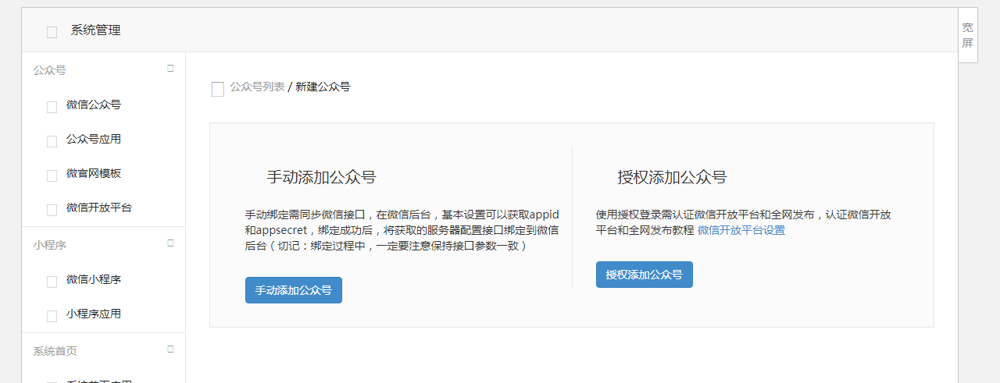 系统管理
宽
屏
公众号
微信公众号
公众号应用
微官网模板
微信开放平台
小程序
微信小程序
小程序应用
系统首页
公众号列表 / 新建公众号
手动添加公众号
手动绑定需同步微信接口，在微信后台，基本设置可以获取appid
和appsecret，绑定成功后，将获取的服务器配置接口绑定到微信
后台（切记：绑定过程中，一定要注意保持接口参数一致）
手动添加公众号
授权添加公众号
使用授权登录需认证微信开放平台和全网发布，认证微信开放
平台和全网发布教程 微信开放平台设置
授权添加公众号